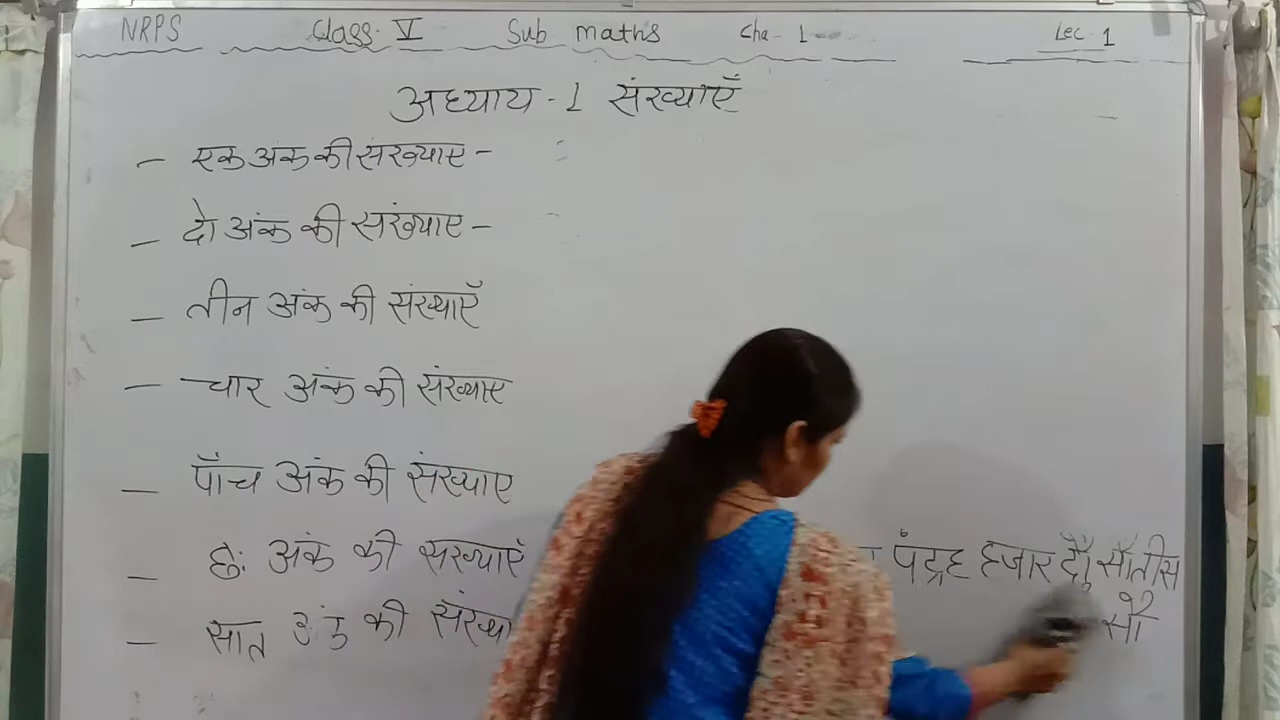 NRPS Class V Sub maths Cha - 1 Lec 1
अध्याय - 1 संख्याएँ
- एक अंक की संख्याए -
- दो अंक की संख्याए -
- तीन अंक की संख्याएँ
- चार अंक की संख्याए
- पाँच अंक की संख्याए
- छः अंक की संख्याएँ पंद्रह हजार सौ तीस
- सात की सौ